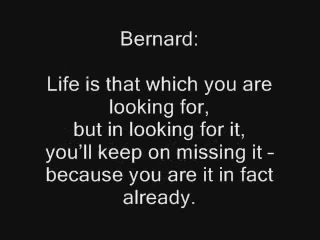 Bernard:
Life is that which you are
looking for,
but in looking for it,
you'll keep on missing it –
because you are it in fact
already.